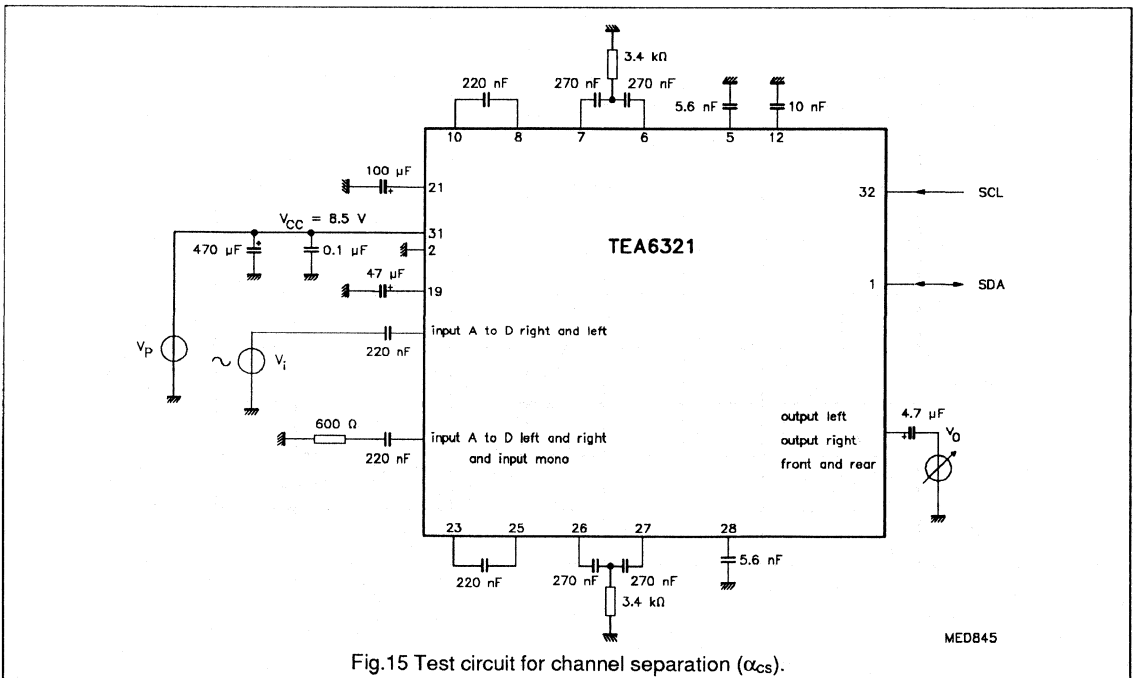 3.4 kΩ
220 nF
270 nF
270 nF
5.6 nF
10 nF
10
8
7
6
5
12
100 µF
+
21
32
SCL
V_CC = 8.5 V
31
470 µF
+
0.1 µF
2
TEA6321
47 µF
+
19
1
SDA
input A to D right and left
V_P
V_i
220 nF
600 Ω
input A to D left and right
and input mono
220 nF
output left
output right
front and rear
4.7 µF
+
V_o
23
25
26
27
28
220 nF
270 nF
270 nF
5.6 nF
3.4 kΩ
MED845
Fig.15 Test circuit for channel separation (α_cs).